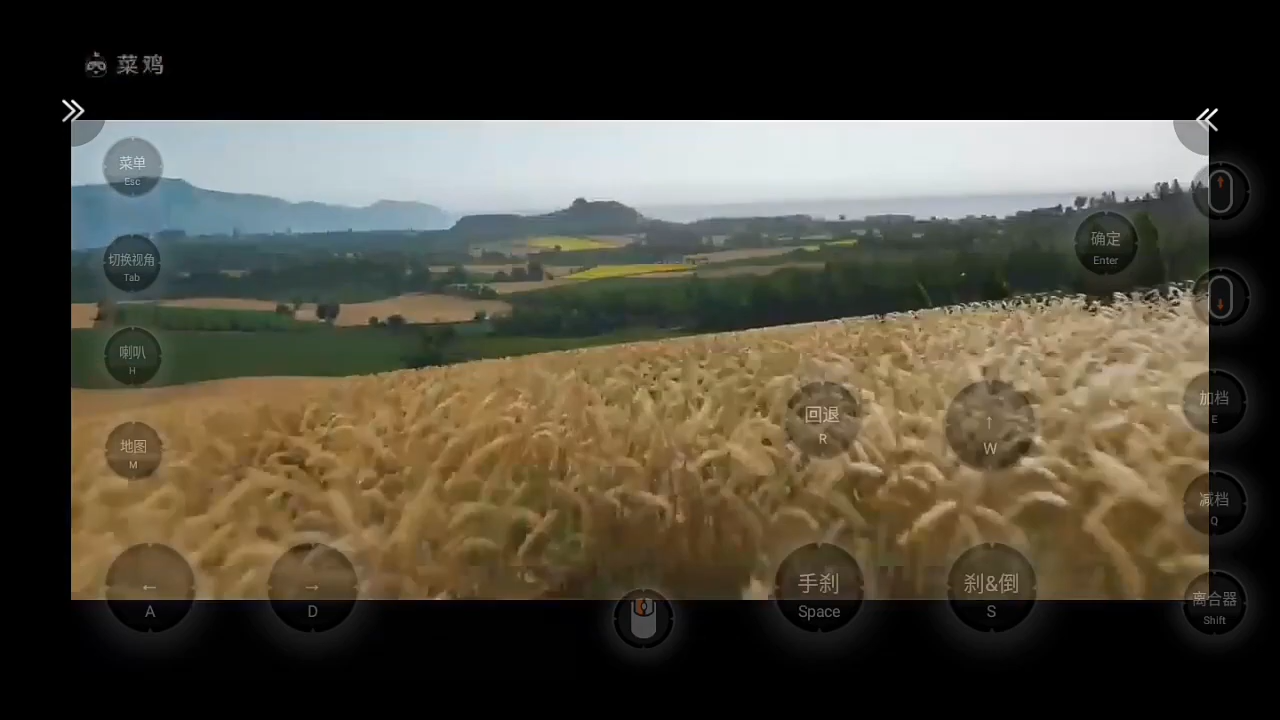 菜鸡
菜单
Esc
切换视角
Tab
确定
Enter
喇叭
H
回退
R
↑
W
加档
E
地图
M
减档
Q
←
A
→
D
手刹
Space
刹&倒
S
离合器
Shift